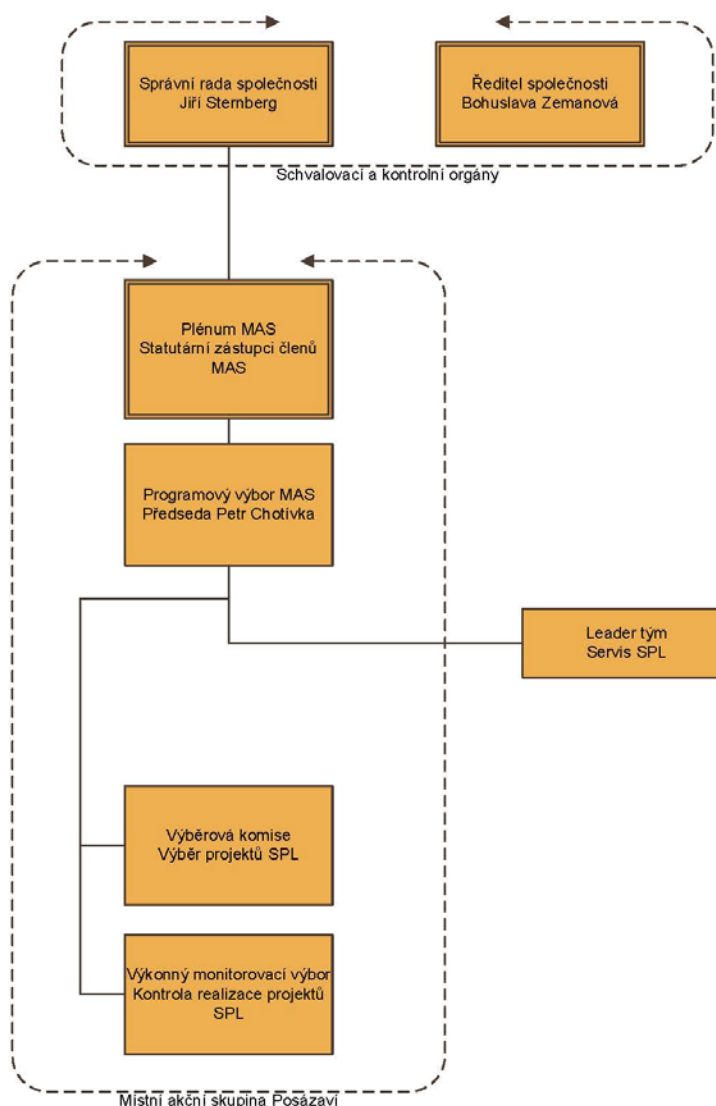 Správní rada společnosti
Jiří Sternberg
Ředitel společnosti
Bohuslava Zemanová
Schvalovací a kontrolní orgány
Plénum MAS
Statutární zástupci členů
MAS
Programový výbor MAS
Předseda Petr Chotívka
Leader tým
Servis SPL
Výběrová komise
Výběr projektů SPL
Výkonný monitorovací výbor
Kontrola realizace projektů
SPL
Místní akční skupina Posázaví